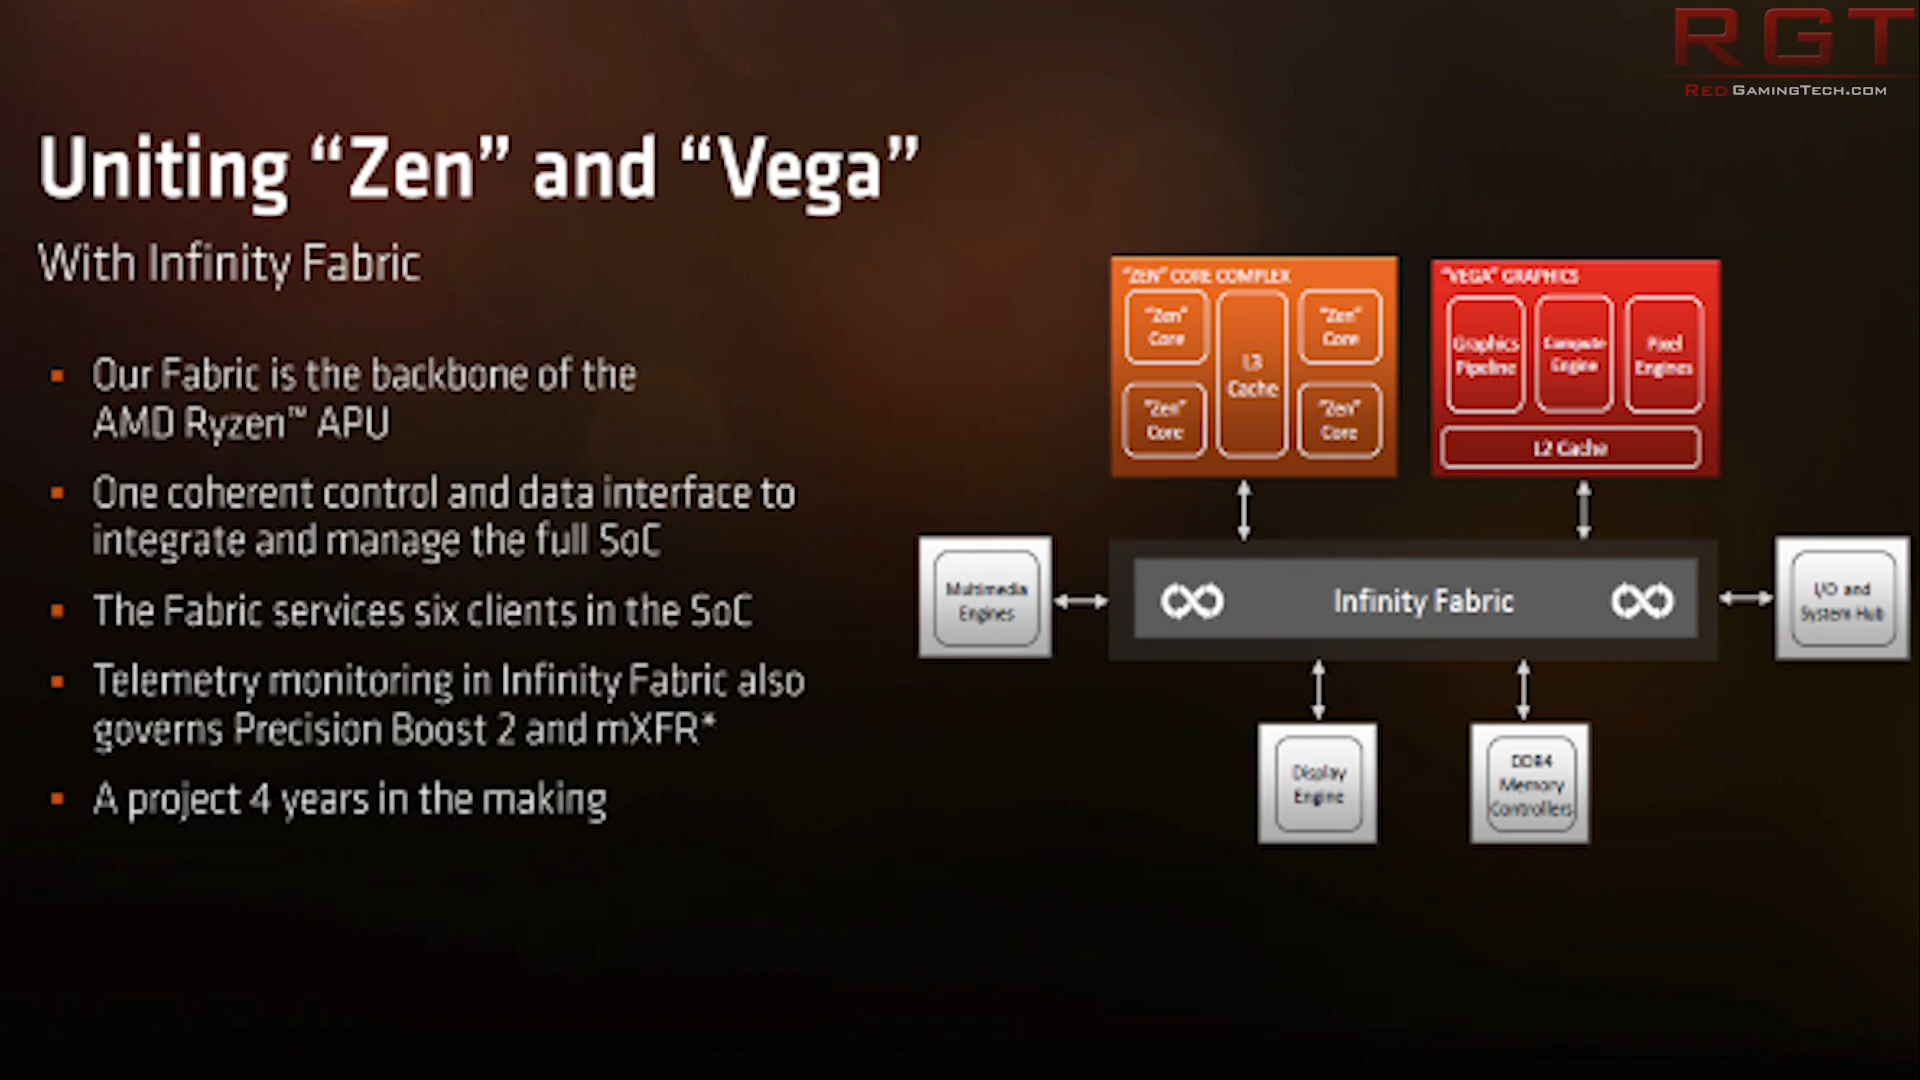 RGT
RED GAMINGTECH.COM
Uniting “Zen” and “Vega”
With Infinity Fabric
▪ Our Fabric is the backbone of the
AMD Ryzen™ APU
▪ One coherent control and data interface to
integrate and manage the full SoC
▪ The Fabric services six clients in the SoC
▪ Telemetry monitoring in Infinity Fabric also
governs Precision Boost 2 and mXFR*
▪ A project 4 years in the making
“ZEN” CORE COMPLEX
“Zen”
Core
“Zen”
Core
L3
Cache
“Zen”
Core
“Zen”
Core
“VEGA” GRAPHICS
Graphics
Pipeline
Compute
Engine
Pixel
Engines
L2 Cache
Multimedia
Engines
Infinity Fabric
I/O and
System Hub
Display
Engine
DDR4
Memory
Controllers